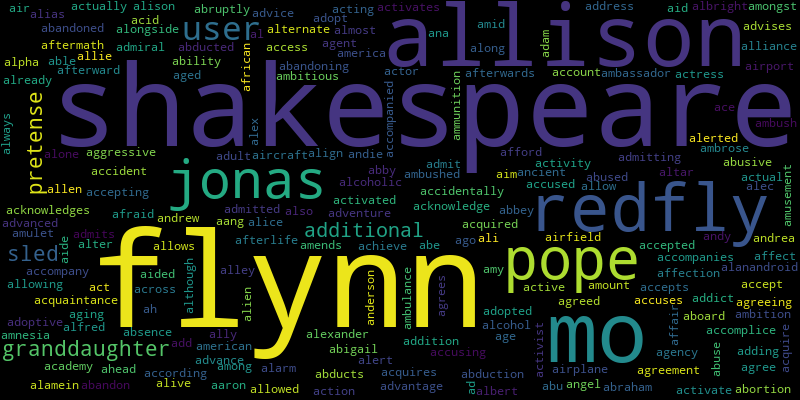 air actually alison abruptly advice acting activates address aid albright amongst
alias acid alternate adopt almost
abandoned alongside user al amid ana allison advises
aftermath admiral abducted access agent along adam alliance
alpha able allie ability african america
afterward abandoning afterwards account ambassador airport
already aged ambitious actor actress
shakespeare
always pretense alex accompanied ammunition ace ambush
aggressive adult aircraft align andie afford admitting alerted ambrose
alone accident jonas abby admit activity abusive
allen accepting alcoholic ambushed aim ancient abused altar actual
activated accidentally accused allow alec amusement
acknowledges afraid admitted also adventure acknowledge abbey redfly
advanced andrew aang alice additional acquired andy andrea
amulet admits alter afterlife amends achieve abe ago ali airfield accepted
sled aide allows accompanies affect
accompany flynn alley amy pope affection alanandroid
allowing act aided although anderson ambulance agrees active amount accepts addict accept
acquaintance across alien agreed accuses agreeing
adoptive aging ah adopted mo affair aboard ambition
amnesia alfred absence ally alexander alcohol activist accomplice
granddaughter add american abigail addition accusing age agency abuse adding acquire
academy ahead advance among alarm alert airplane agreement agree
according abducts acquires abduction
alamein abandon alive aaron allowed action advantage ad albert abu angel abraham activate abortion